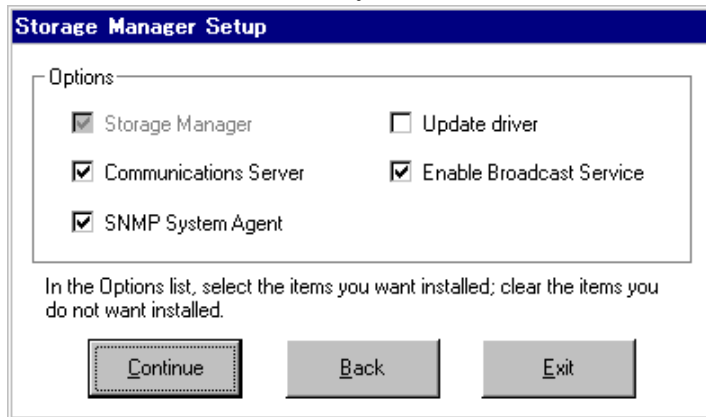 Storage Manager Setup
Options
Storage Manager
Update driver
Communications Server
Enable Broadcast Service
SNMP System Agent
In the Options list, select the items you want installed; clear the items you
do not want installed.
Continue
Back
Exit